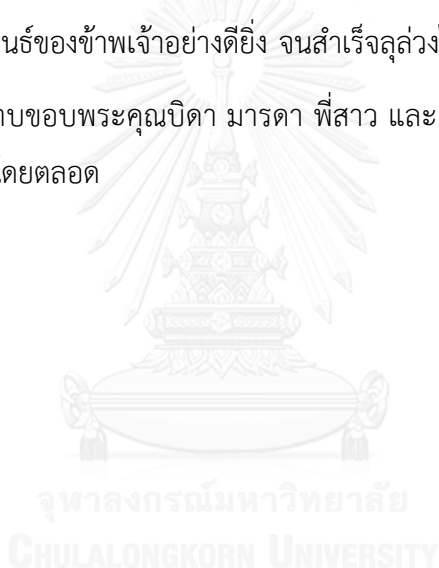 นธ์ของข้าพเจ้าอย่างดียิ่ง จนสำเร็จลุล่วง
บขอบพระคุณบิดา มารดา พี่สาว และ
โดยตลอด
จุฬาลงกรณ์มหาวิทยาลัย
CHULALONGKORN UNIVERSITY